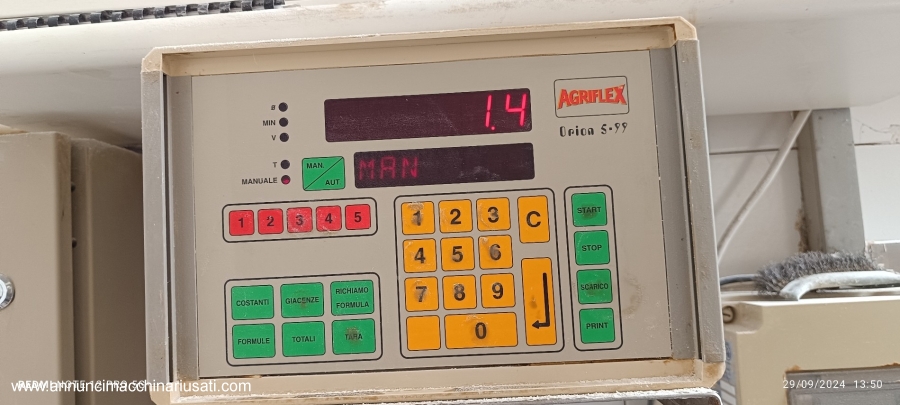 B
MIN
V
T
MANUALE
MAN.
AUT
1.4
MAN
AGRIFLEX
Orion S-99
1 2 3 4 5
COSTANTI GIACENZE RICHIAMO FORMULA
FORMULE TOTALI TARA
1 2 3 C
4 5 6
7 8 9
0
START
STOP
SCARICO
PRINT
www.annuncimacchinariusati.com
29/09/2024 13:50